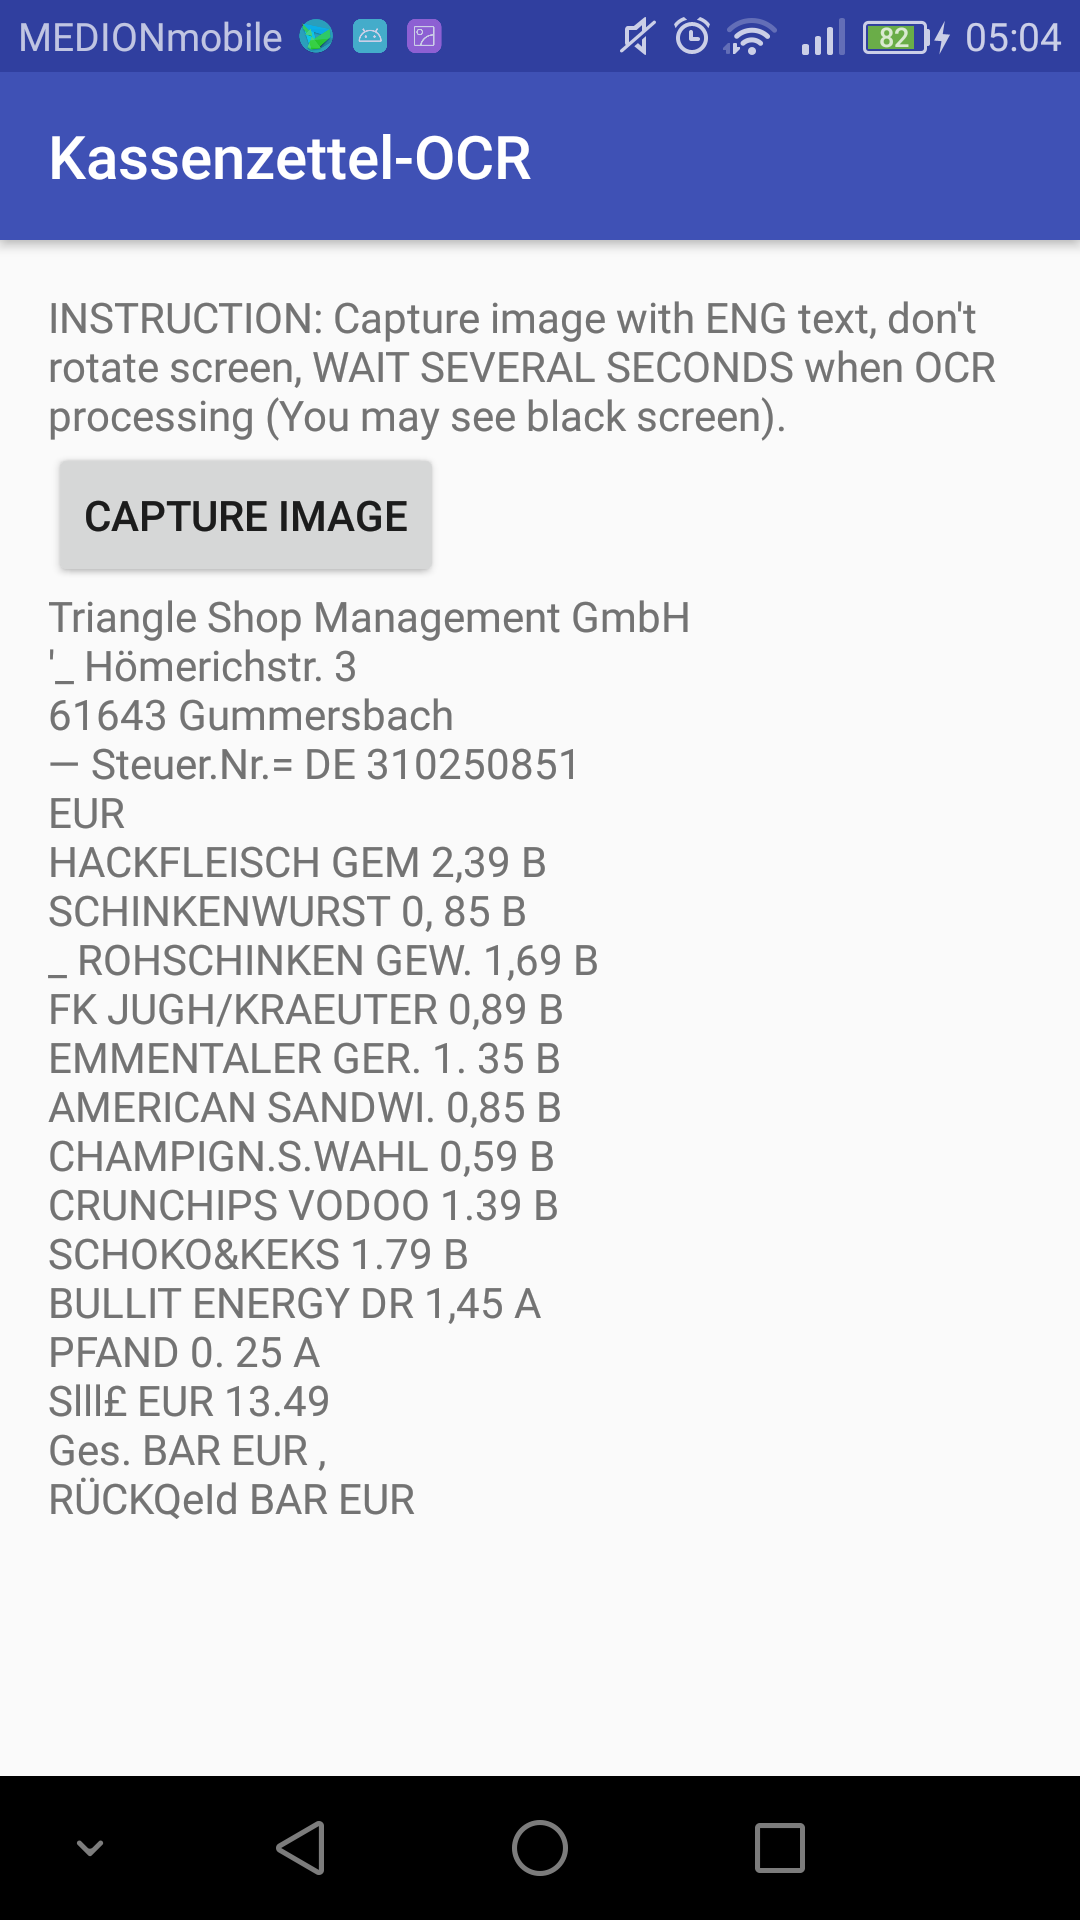 MEDIONmobile 82 05:04
Kassenzettel-OCR
INSTRUCTION: Capture image with ENG text, don't
rotate screen, WAIT SEVERAL SECONDS when OCR
processing (You may see black screen).
CAPTURE IMAGE
Triangle Shop Management GmbH
'_ Hömerichstr. 3
61643 Gummersbach
— Steuer.Nr.= DE 310250851
EUR
HACKFLEISCH GEM 2,39 B
SCHINKENWURST 0, 85 B
_ ROHSCHINKEN GEW. 1,69 B
FK JUGH/KRAEUTER 0,89 B
EMMENTALER GER. 1. 35 B
AMERICAN SANDWI. 0,85 B
CHAMPIGN.S.WAHL 0,59 B
CRUNCHIPS VODOO 1.39 B
SCHOKO&KEKS 1.79 B
BULLIT ENERGY DR 1,45 A
PFAND 0. 25 A
Slll£ EUR 13.49
Ges. BAR EUR ,
RÜCKQeld BAR EUR